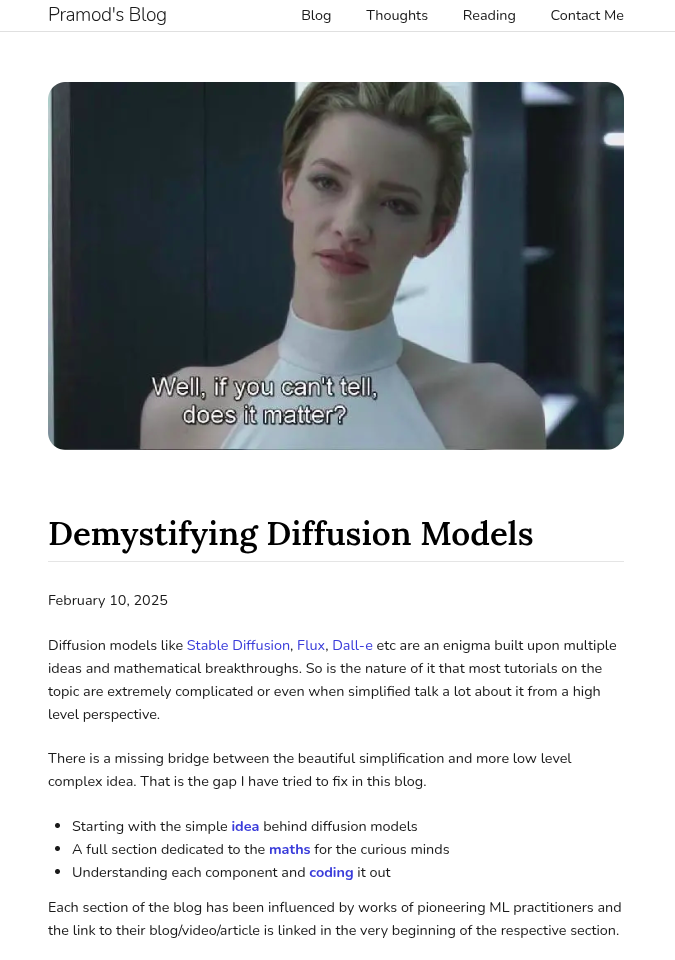 Pramod's Blog
Blog Thoughts Reading Contact Me
Well, if you can't tell,
does it matter?
Demystifying Diffusion Models
February 10, 2025
Diffusion models like Stable Diffusion, Flux, Dall-e etc are an enigma built upon multiple
ideas and mathematical breakthroughs. So is the nature of it that most tutorials on the
topic are extremely complicated or even when simplified talk a lot about it from a high
level perspective.
There is a missing bridge between the beautiful simplification and more low level
complex idea. That is the gap I have tried to fix in this blog.
• Starting with the simple idea behind diffusion models
• A full section dedicated to the maths for the curious minds
• Understanding each component and coding it out
Each section of the blog has been influenced by works of pioneering ML practitioners and
the link to their blog/video/article is linked in the very beginning of the respective section.